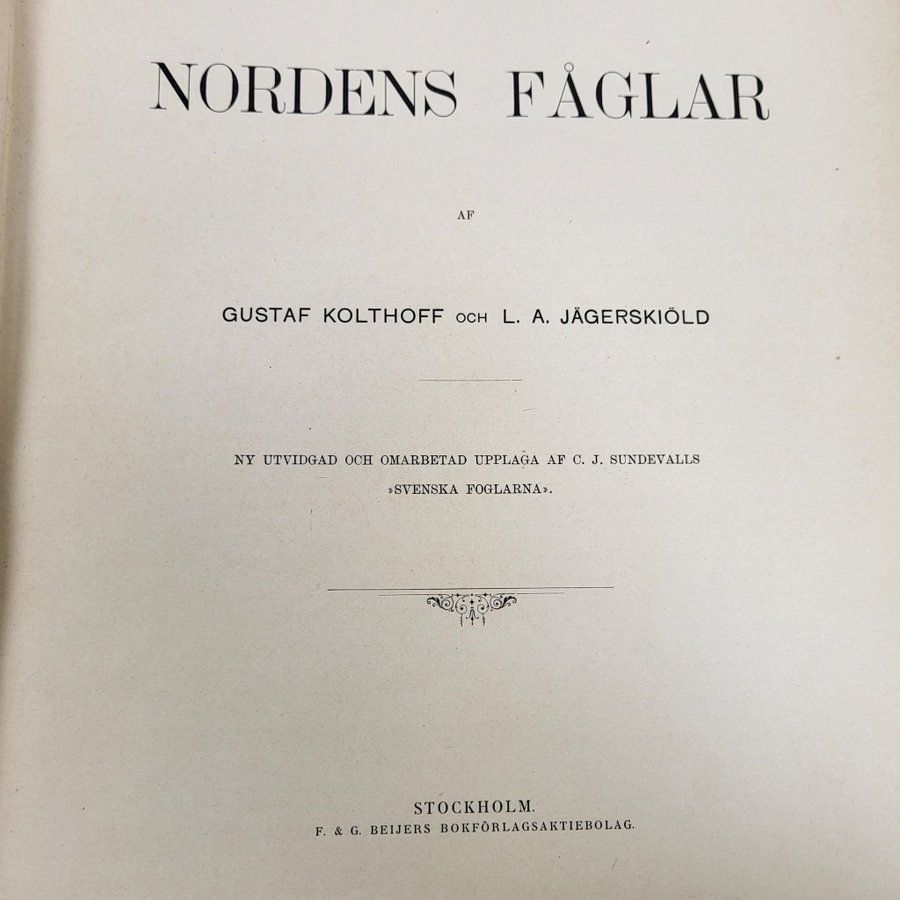 NORDENS FÅGLAR
AF
GUSTAF KOLTHOFF OCH L. A. JÄGERSKIÖLD
NY UTVIDGAD OCH OMARBETAD UPPLAGA AF C. J. SUNDEVALLS
»SVENSKA FOGLARNA».
STOCKHOLM.
F. & G. BEIJERS BOKFÖRLAGSAKTIEBOLAG.